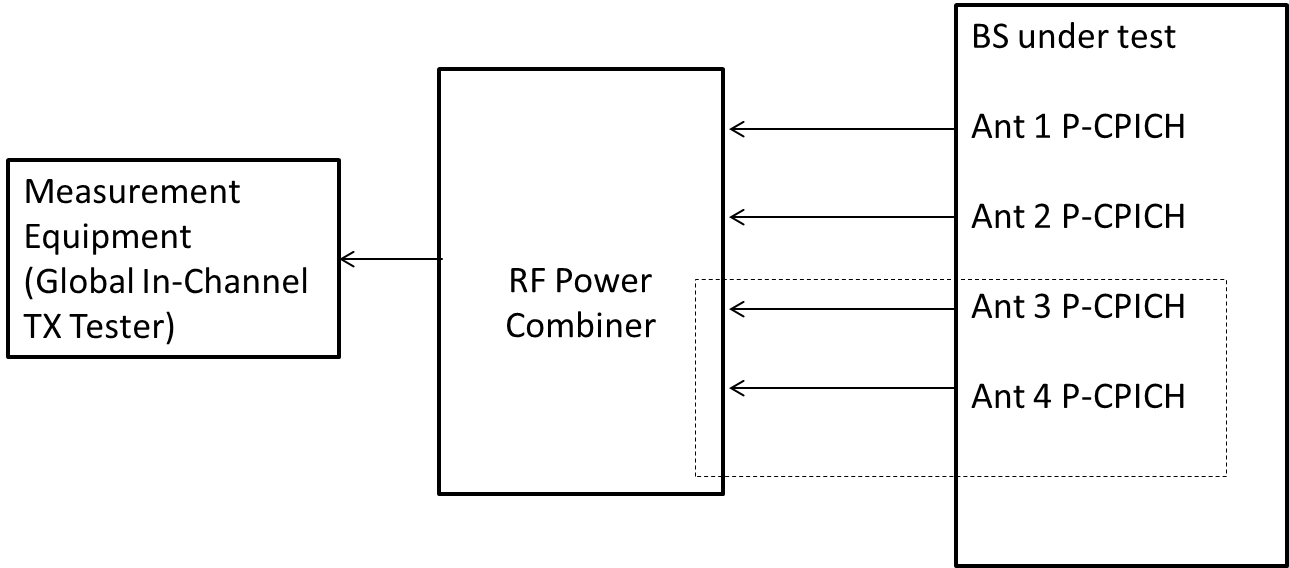 BS under test
Ant 1 P-CPICH
Ant 2 P-CPICH
Ant 3 P-CPICH
Ant 4 P-CPICH
RF Power
Combiner
Measurement
Equipment
(Global In-Channel
TX Tester)